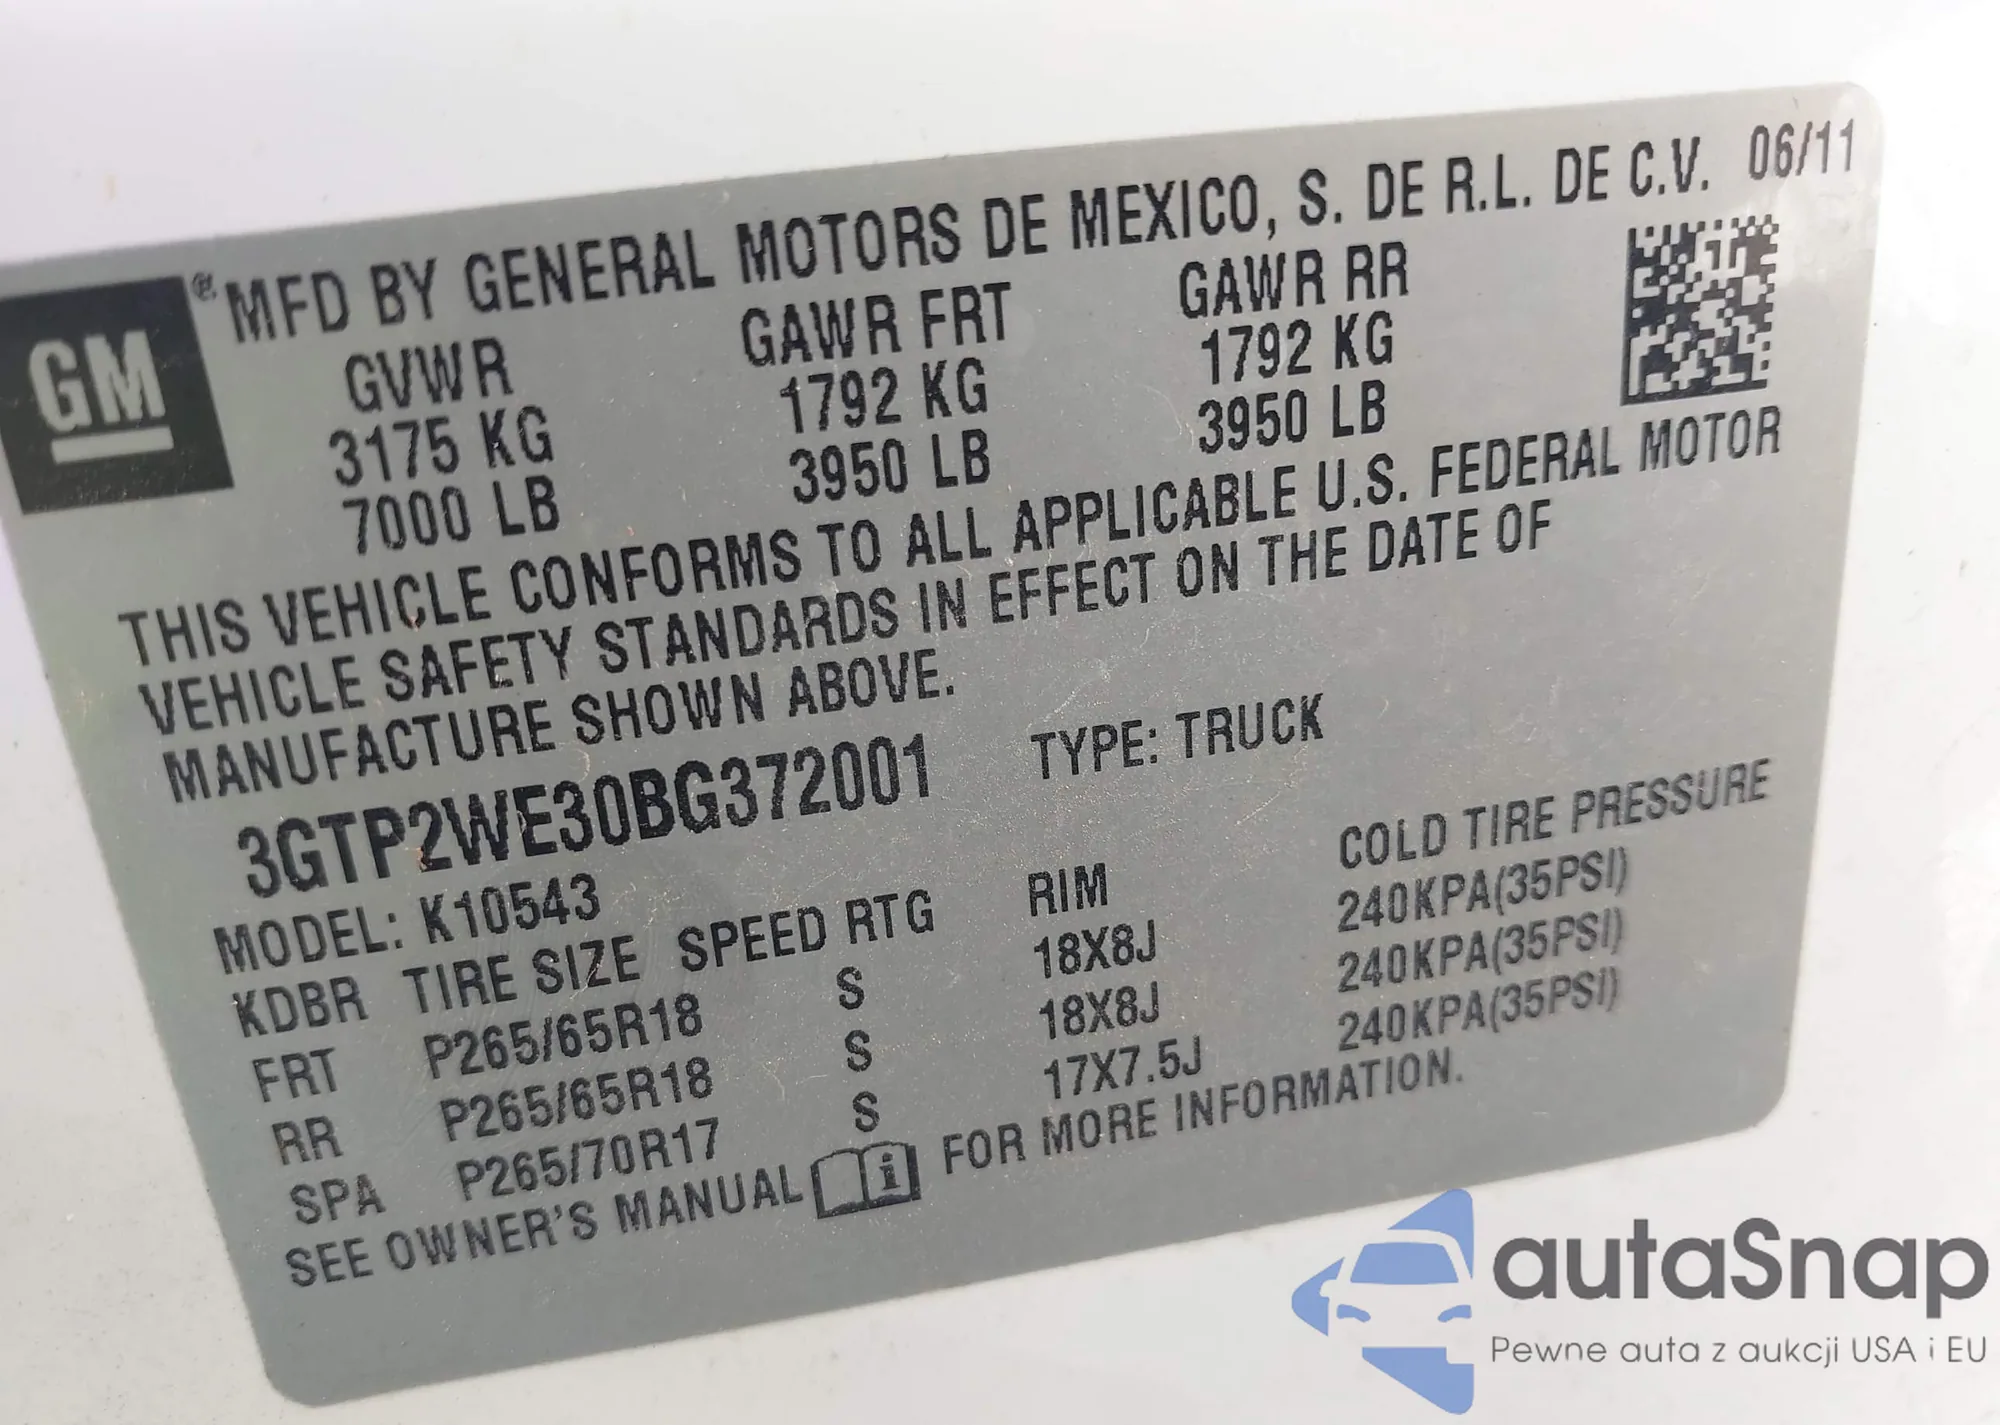 GM
® MFD BY GENERAL MOTORS DE MEXICO, S. DE R.L. DE C.V. 06/11
GVWR GAWR FRT GAWR RR
3175 KG 1792 KG 1792 KG
7000 LB 3950 LB 3950 LB
THIS VEHICLE CONFORMS TO ALL APPLICABLE U.S. FEDERAL MOTOR
VEHICLE SAFETY STANDARDS IN EFFECT ON THE DATE OF
MANUFACTURE SHOWN ABOVE.
3GTP2WE30BG372001 TYPE: TRUCK
MODEL: K10543
KDBR TIRE SIZE SPEED RTG RIM COLD TIRE PRESSURE
FRT P265/65R18 S 18X8J 240KPA(35PSI)
RR P265/65R18 S 18X8J 240KPA(35PSI)
SPA P265/70R17 S 17X7.5J 240KPA(35PSI)
SEE OWNER'S MANUAL FOR MORE INFORMATION.
autaSnap
Pewne auta z aukcji USA i EU